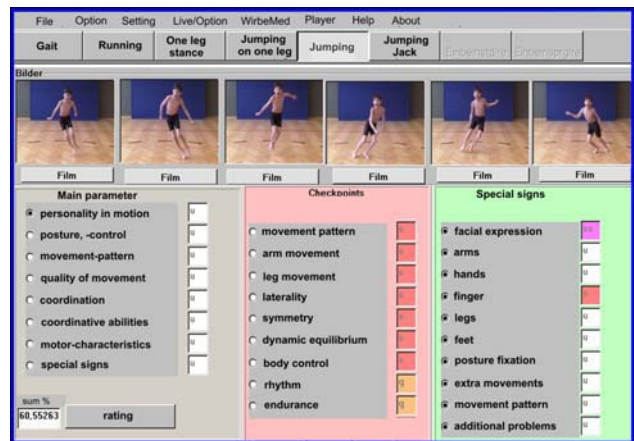 File Option Setting Live/Option WirbeMed Player Help About
Gait Running One leg stance Jumping on one leg Jumping Jumping Jack
Bilder
Film Film Film Film Film Film
Main parameter
personality in motion u
posture, -control u
movement-pattern u
quality of movement u
coordination u
coordinative abilities u
motor-characteristics u
special signs u
sum %
60,55263 rating
Checkpoints
movement pattern
arm movement
leg movement
laterality
symmetry
dynamic equilibrium
body control
rhythm g
endurance g
Special signs
facial expression
arms u
hands u
finger
legs u
feet u
posture fixation u
extra movements u
movement pattern u
additional problems u